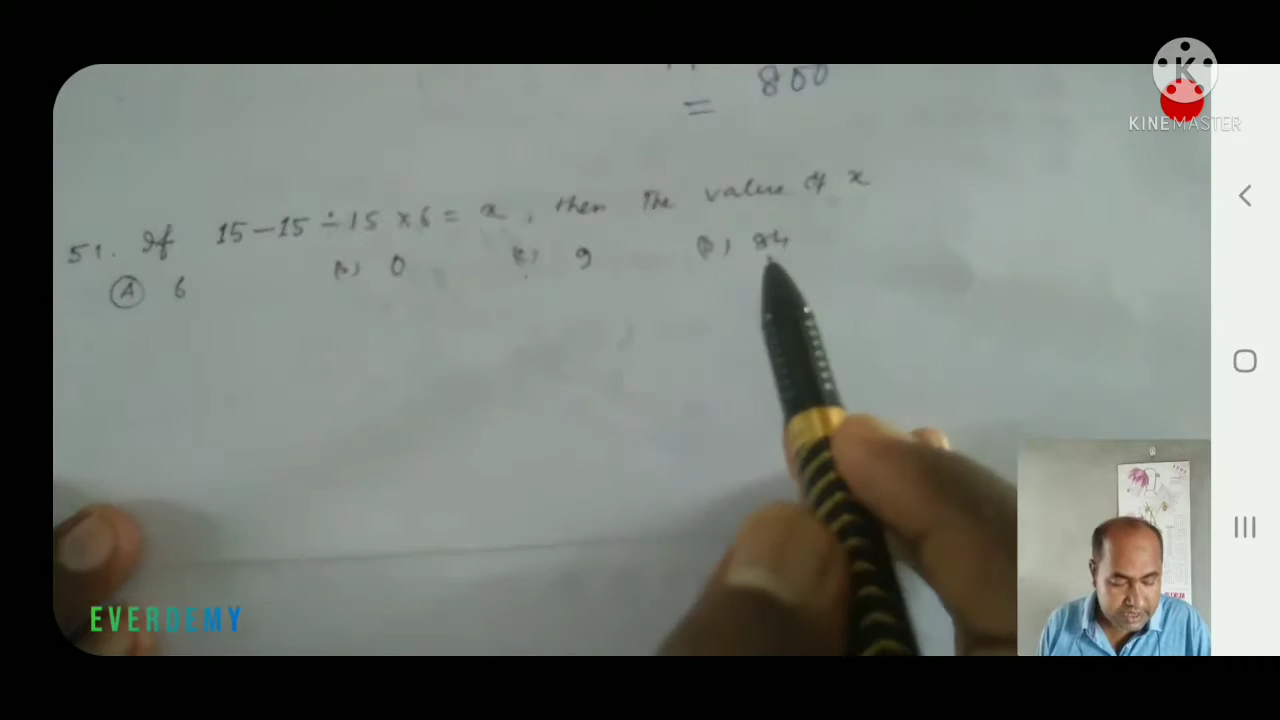 = 800
KINEMASTER
51. If 15-15÷15×6= x, then The value of x
(A) 6 (B) 0 (C) 9 (D) 84
EVERDEMY